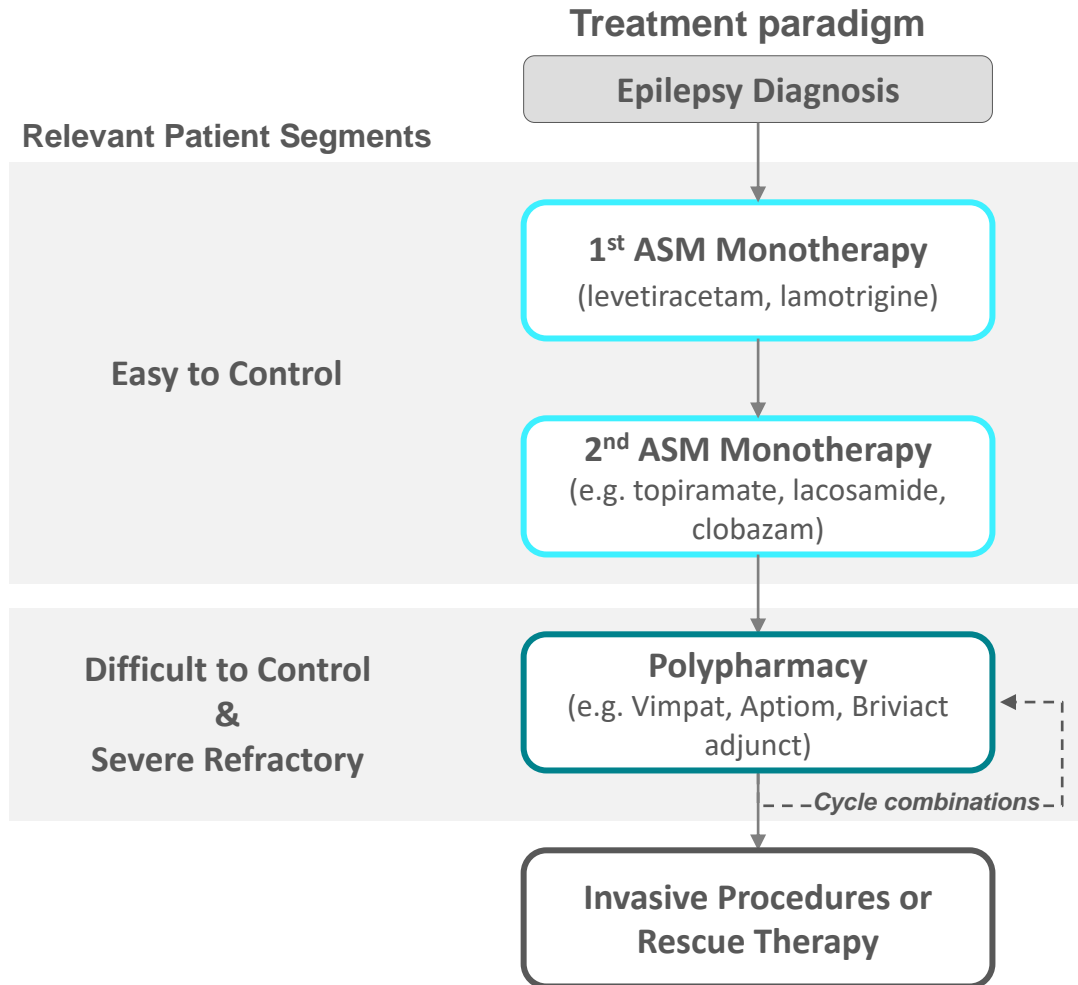 Treatment paradigm
Epilepsy Diagnosis
Relevant Patient Segments
1st ASM Monotherapy
(levetiracetam, lamotrigine)
Easy to Control
2nd ASM Monotherapy
(e.g. topiramate, lacosamide,
clobazam)
Difficult to Control
&
Severe Refractory
Polypharmacy
(e.g. Vimpat, Aptiom, Briviact
adjunct)
Cycle combinations
Invasive Procedures or
Rescue Therapy